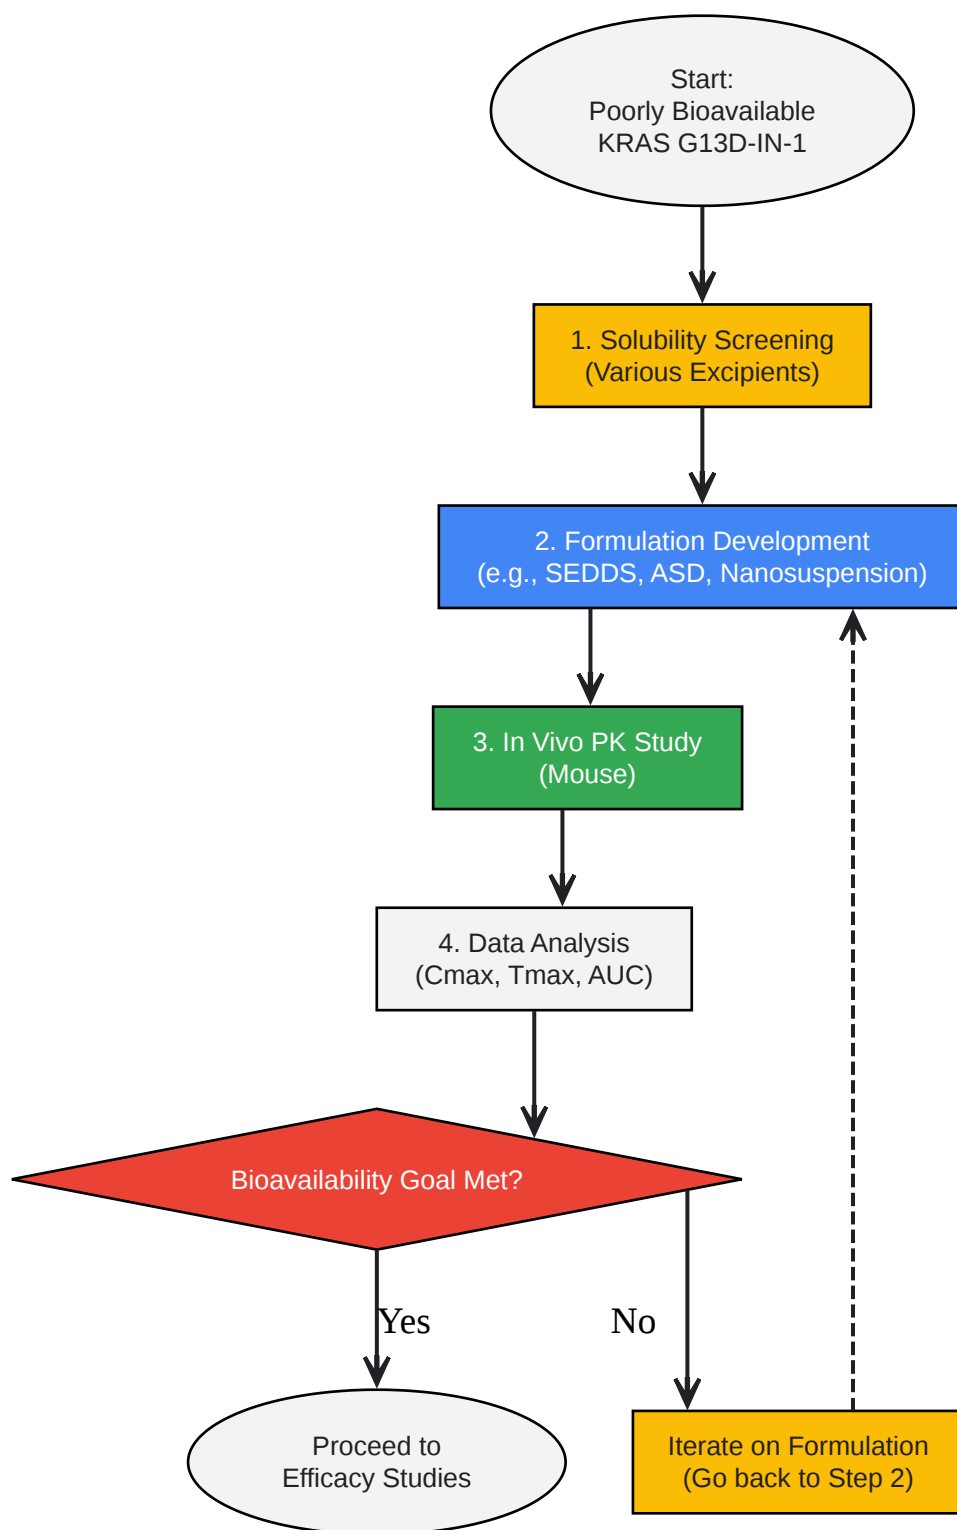 Start:
Poorly Bioavailable
KRAS G13D-IN-1
1. Solubility Screening
(Various Excipients)
2. Formulation Development
(e.g., SEDDS, ASD, Nanosuspension)
3. In Vivo PK Study
(Mouse)
4. Data Analysis
(Cmax, Tmax, AUC)
Bioavailability Goal Met?
Yes
No
Proceed to
Efficacy Studies
Iterate on Formulation
(Go back to Step 2)